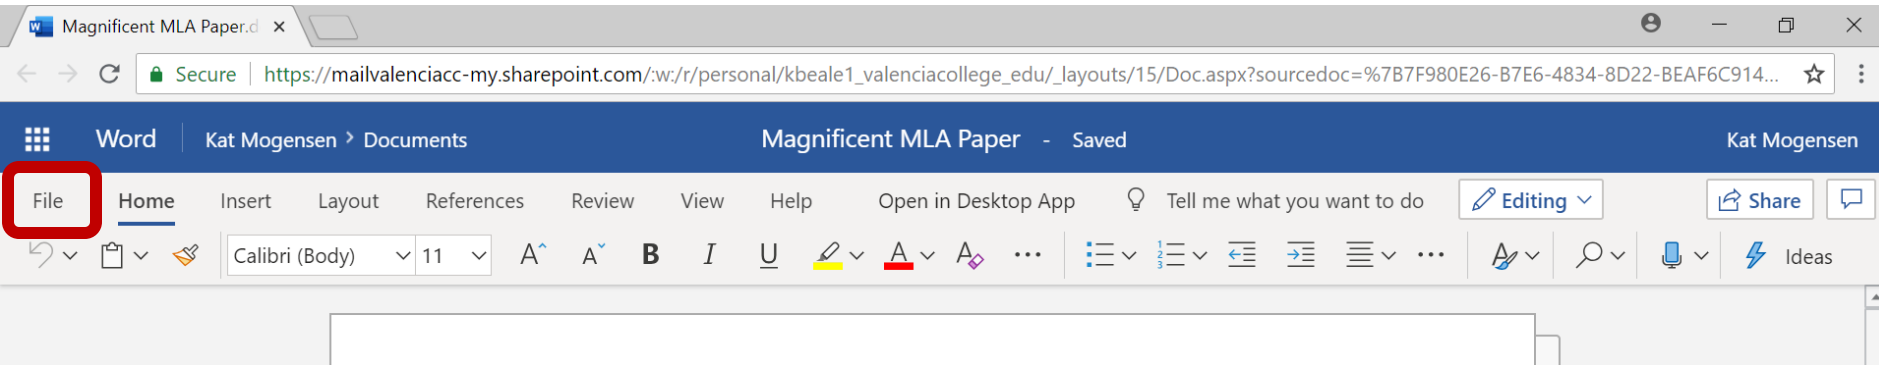 Magnificent MLA Paper.d
Secure https://mailvalenciacc-my.sharepoint.com/:w:/r/personal/kbeale1_valenciacollege_edu/_layouts/15/Doc.aspx?sourcedoc=%7B7F980E26-B7E6-4834-8D22-BEAF6C914...
Word Kat Mogensen > Documents Magnificent MLA Paper - Saved Kat Mogensen
File Home Insert Layout References Review View Help Open in Desktop App Tell me what you want to do Editing Share
Calibri (Body) 11 A A B I U A A ... ... Ideas